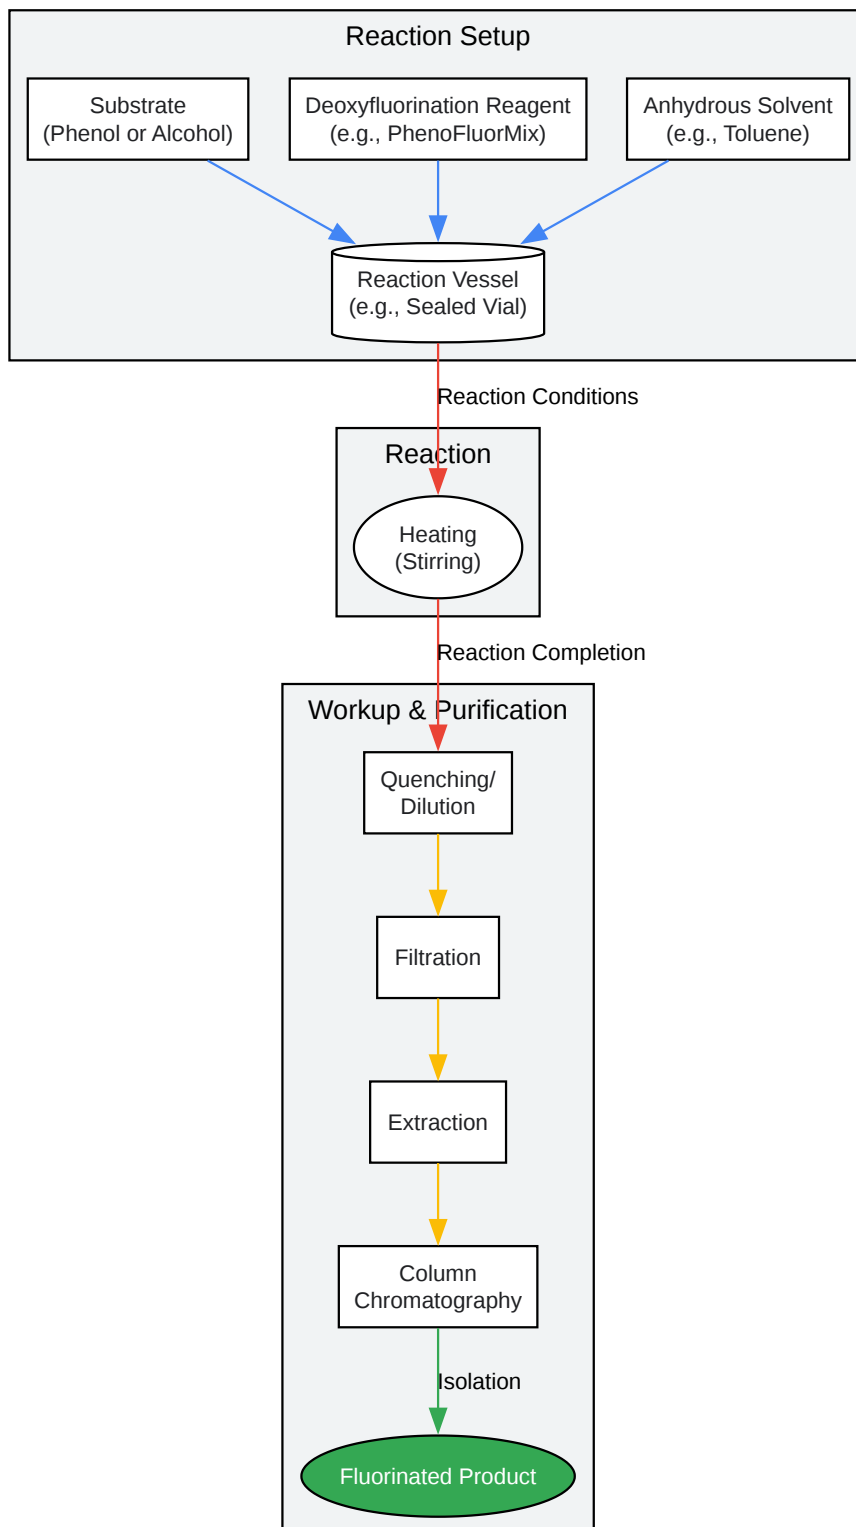 Reaction Setup
Substrate
(Phenol or Alcohol)
Deoxyfluorination Reagent
(e.g., PhenoFluorMix)
Anhydrous Solvent
(e.g., Toluene)
Reaction Vessel
(e.g., Sealed Vial)
Reaction Conditions
Reaction
Heating
(Stirring)
Reaction Completion
Workup & Purification
Quenching/
Dilution
Filtration
Extraction
Column
Chromatography
Isolation
Fluorinated Product